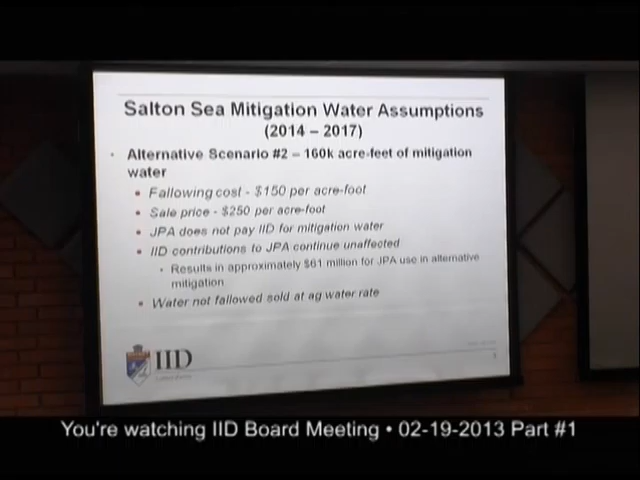 Salton Sea Mitigation Water Assumptions
(2014 – 2017)
• Alternative Scenario #2 – 160k acre-feet of mitigation
water
• Fallowing cost - $150 per acre-foot
• Sale price - $250 per acre-foot
• JPA does not pay IID for mitigation water
• IID contributions to JPA continue unaffected
• Results in approximately $61 million for JPA use in alternative
mitigation
• Water not fallowed sold at ag water rate
IID
You're watching IID Board Meeting • 02-19-2013 Part #1